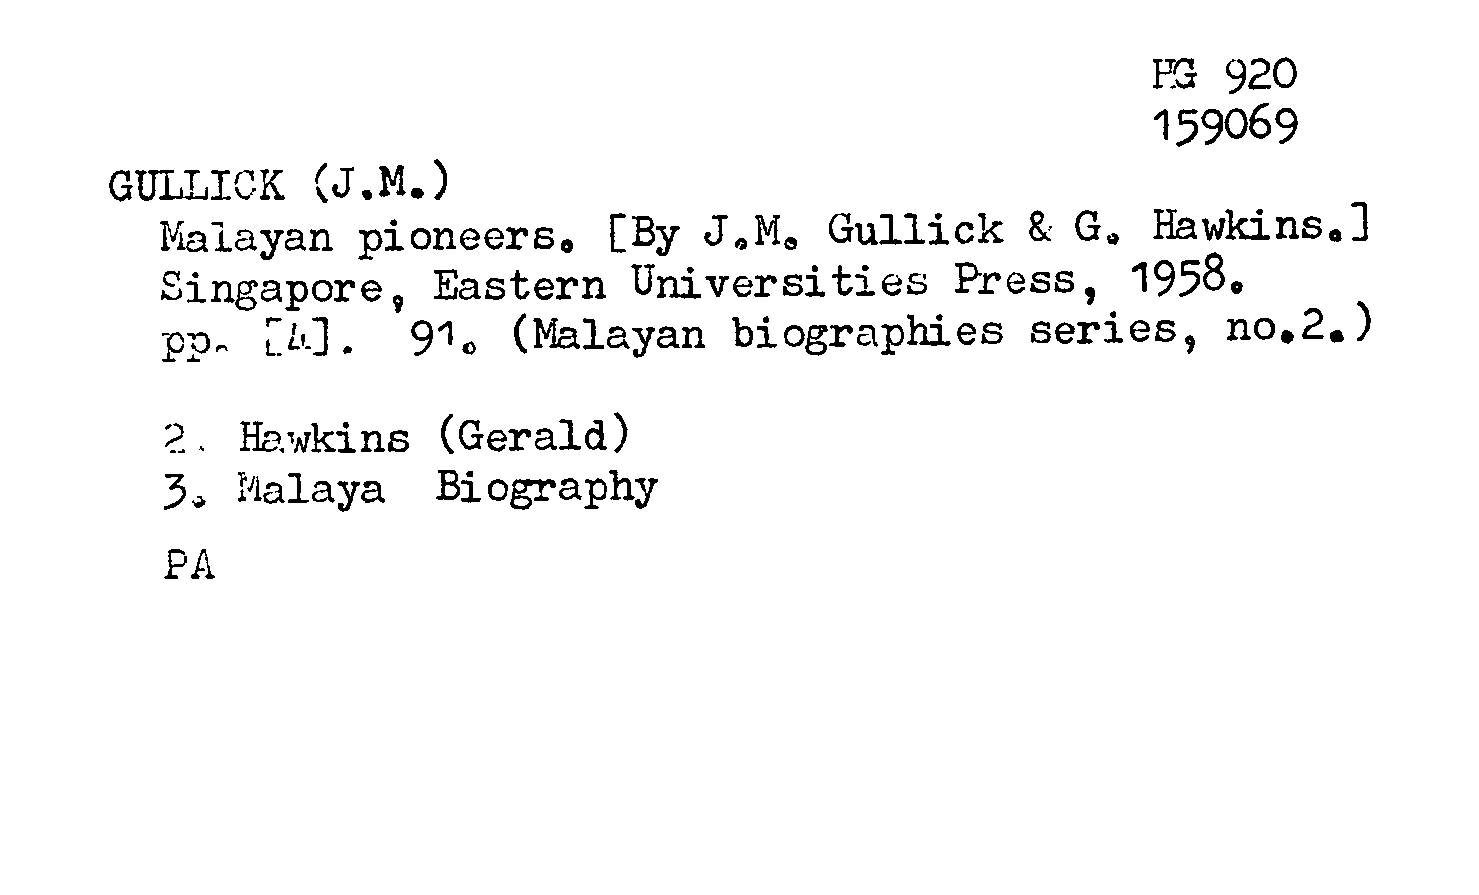 HG 920
159069
GULLICK (J.M.)
Malayan pioneers. [By J.M. Gullick & G. Hawkins.]
Singapore, Eastern Universities Press, 1958.
pp. [4]. 91. (Malayan biographies series, no.2.)
2. Hawkins (Gerald)
3. Malaya Biography
PA